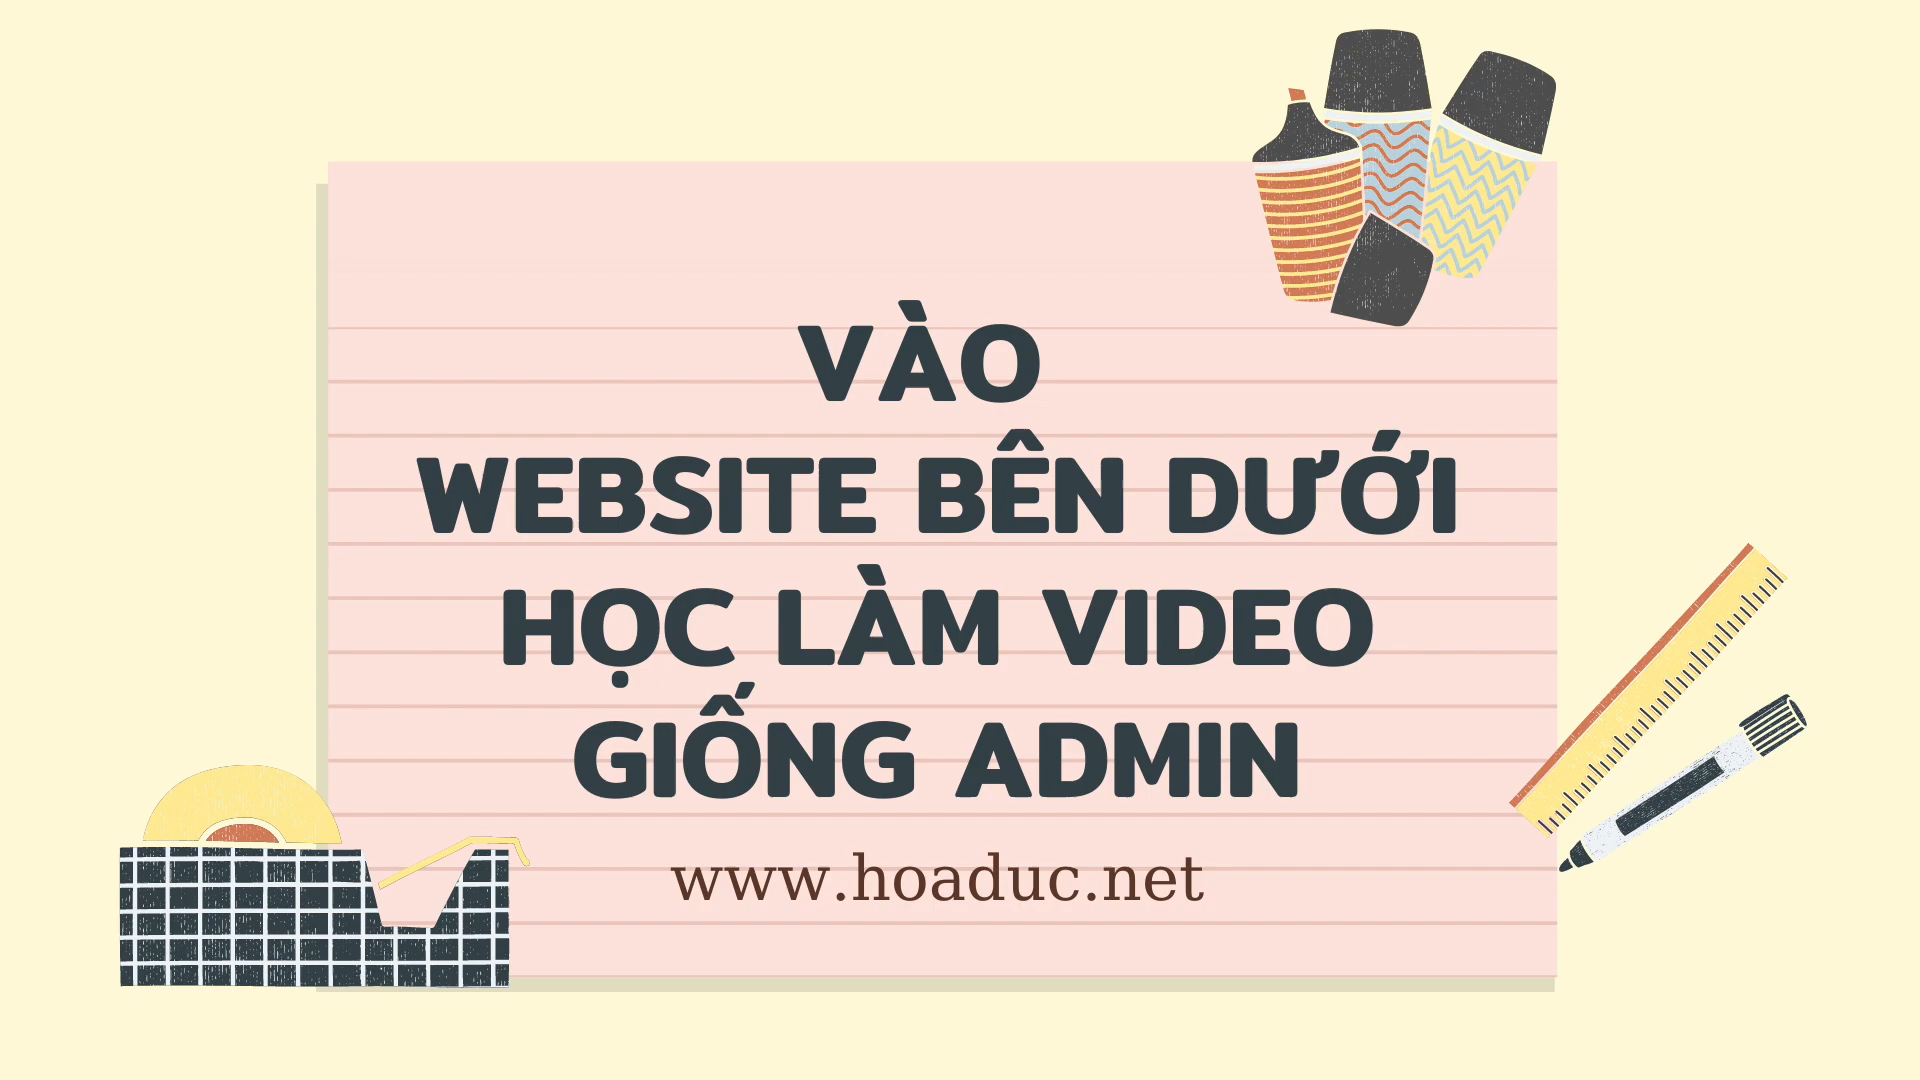 VÀO
WEBSITE BÊN DƯỚI
HỌC LÀM VIDEO
GIỐNG ADMIN
www.hoaduc.net